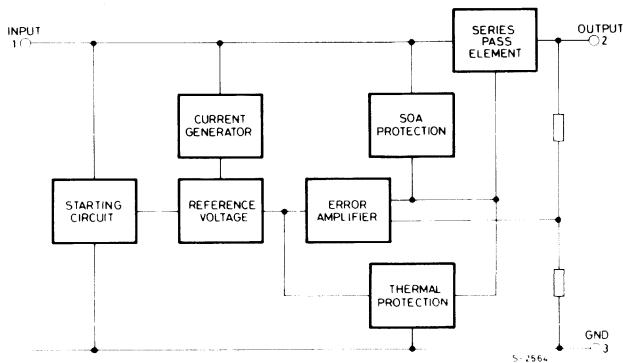 INPUT
1
SERIES
PASS
ELEMENT
OUTPUT
2
CURRENT
GENERATOR
SOA
PROTECTION
STARTING
CIRCUIT
REFERENCE
VOLTAGE
ERROR
AMPLIFIER
THERMAL
PROTECTION
GND
3
S-2564